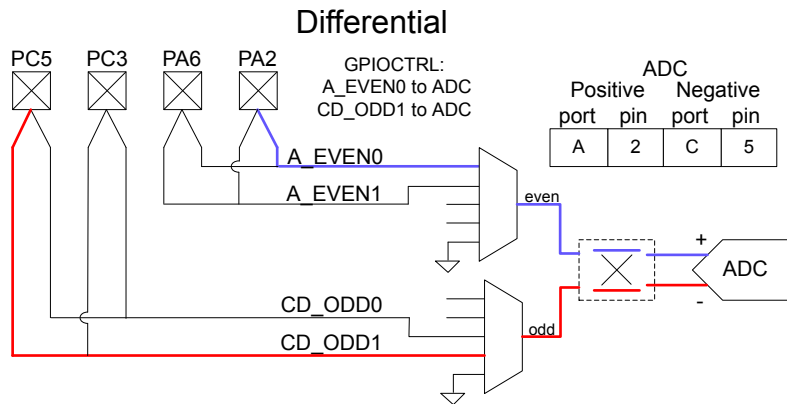 Differential
PC5 PC3 PA6 PA2
GPIOCTRL:
A_EVEN0 to ADC
CD_ODD1 to ADC
ADC
Positive Negative
port pin port pin
A 2 C 5
A_EVEN0
A_EVEN1
even
+
ADC
-
CD_ODD0
odd
CD_ODD1